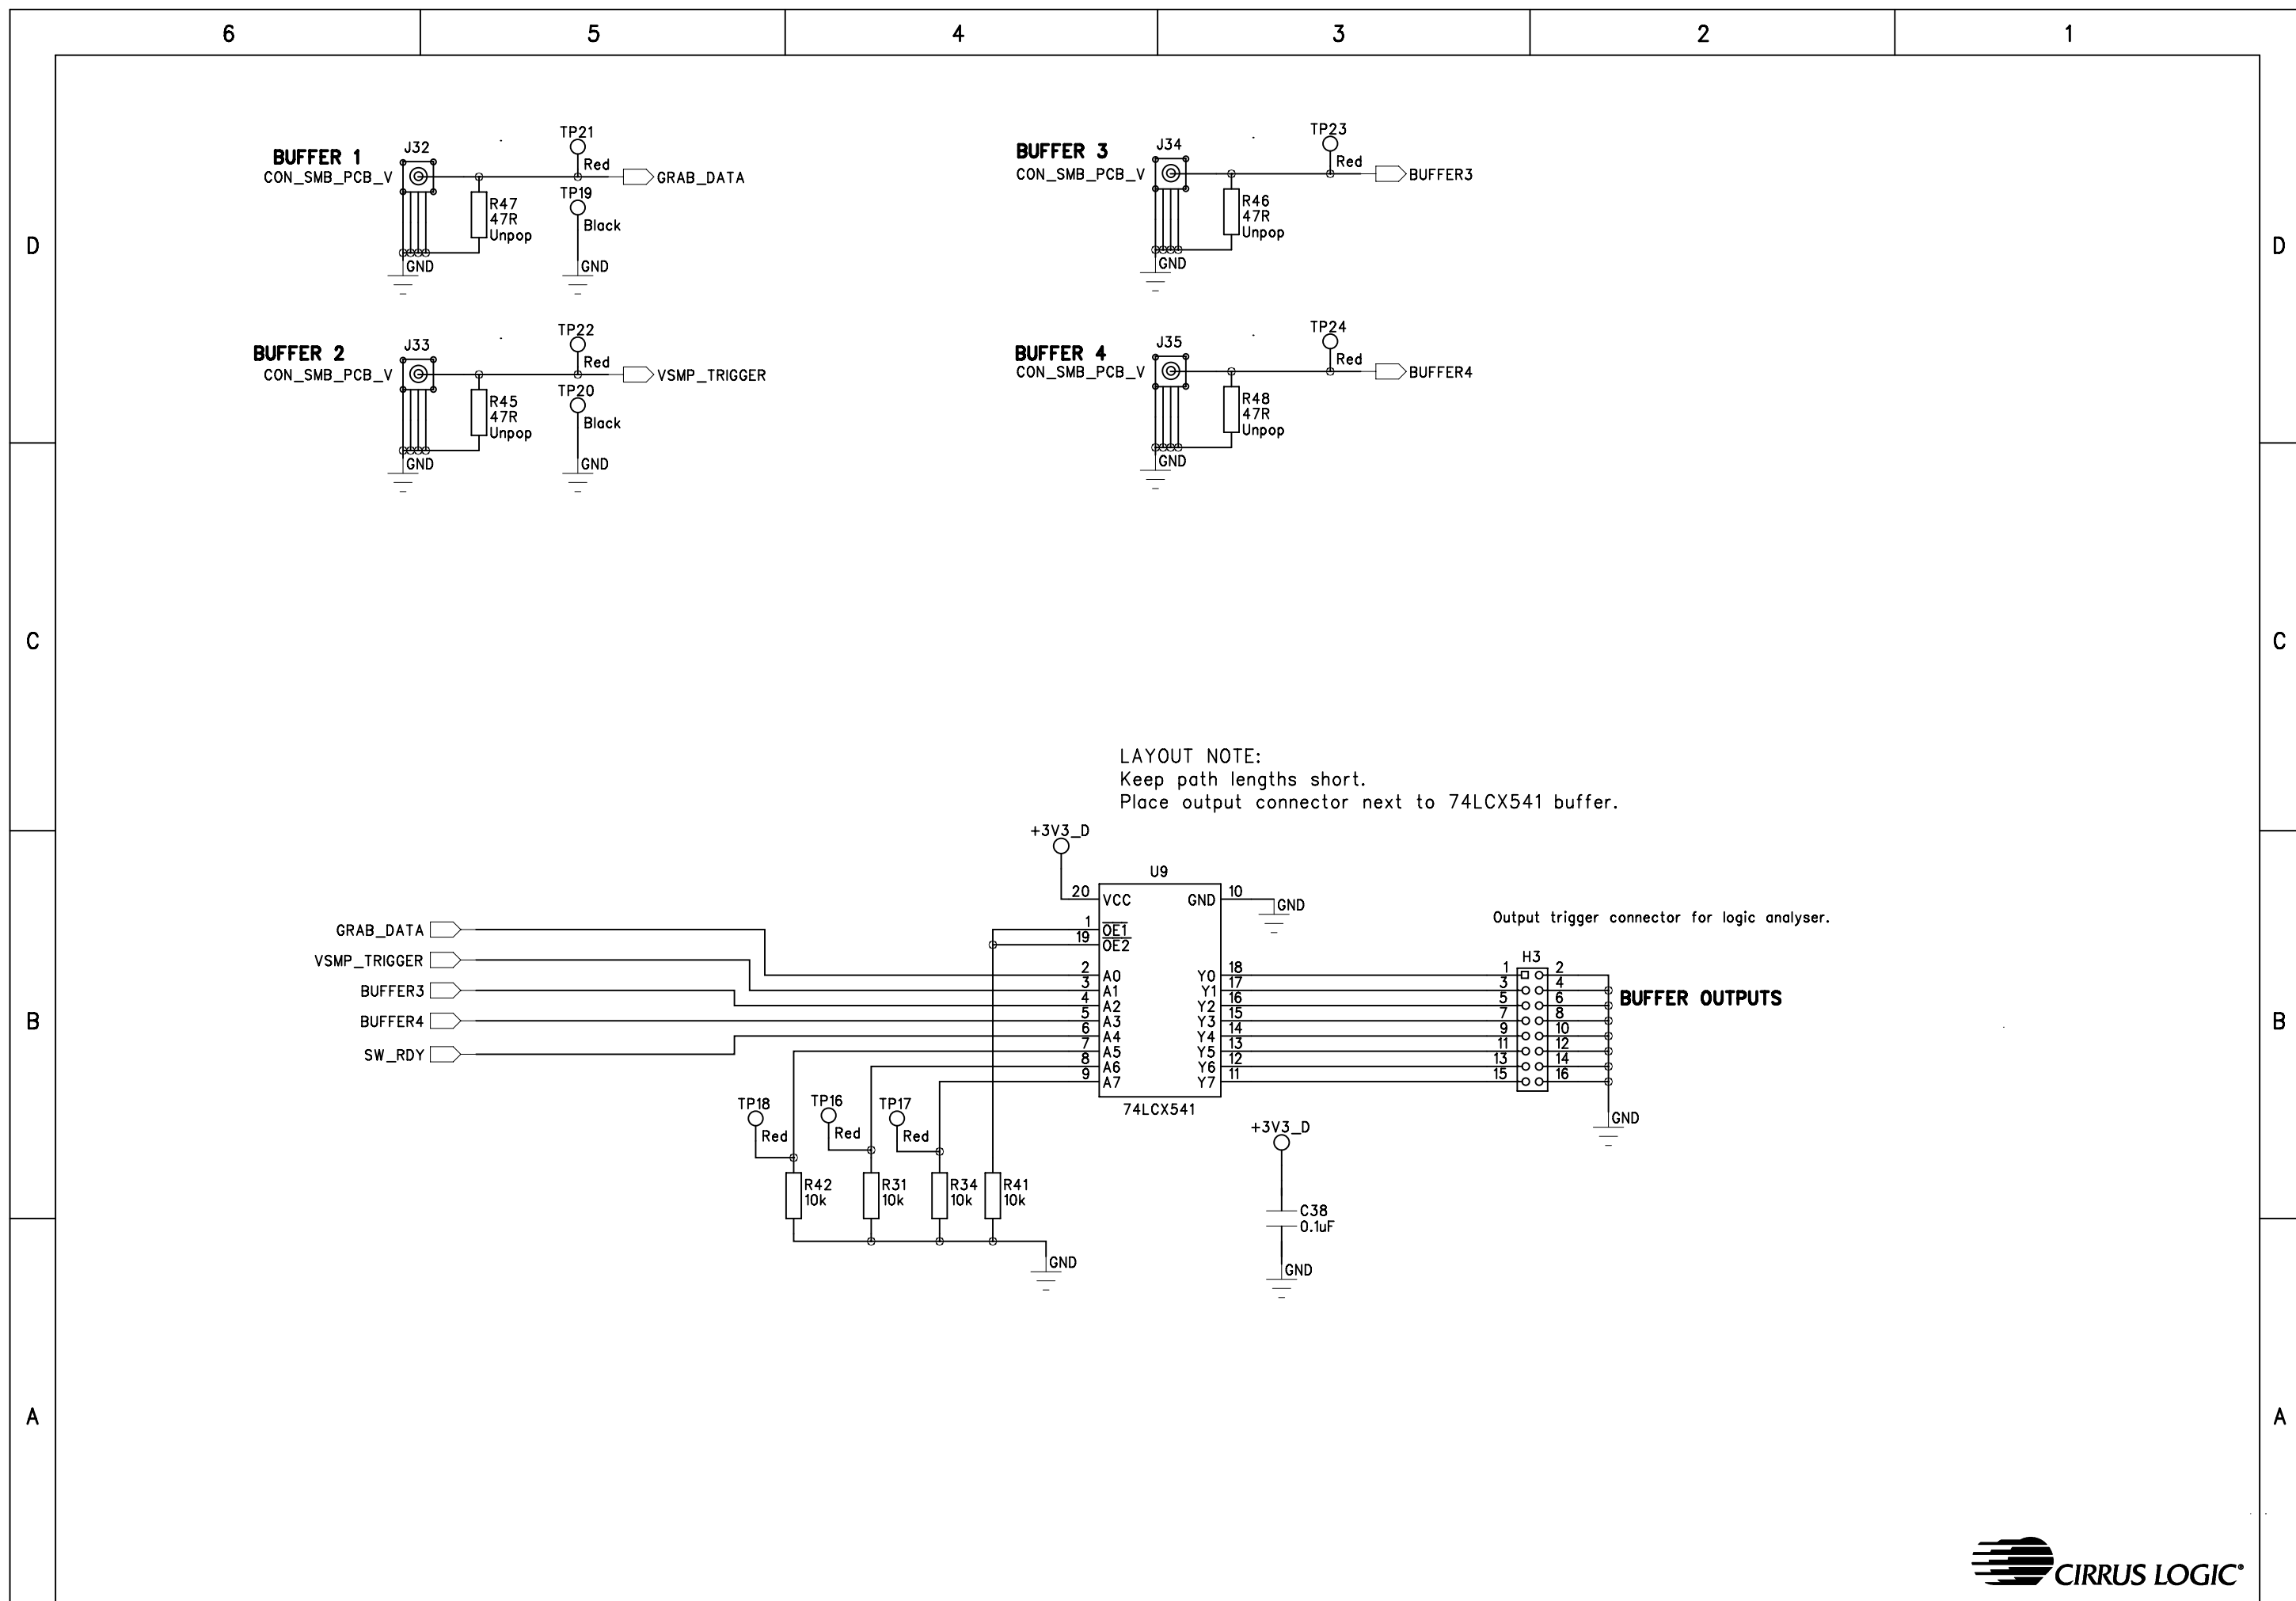 6 5 4 3 2 1
D
D
C
C
B
B
A
A
BUFFER 1
CON_SMB_PCB_V
J32
TP21
Red
GRAB_DATA
R47
47R
Unpop
TP19
Black
GND
GND
BUFFER 3
CON_SMB_PCB_V
J34
TP23
Red
BUFFER3
R46
47R
Unpop
GND
BUFFER 2
CON_SMB_PCB_V
J33
TP22
Red
VSMP_TRIGGER
R45
47R
Unpop
TP20
Black
GND
GND
BUFFER 4
CON_SMB_PCB_V
J35
TP24
Red
BUFFER4
R48
47R
Unpop
GND
LAYOUT NOTE:
Keep path lengths short.
Place output connector next to 74LCX541 buffer.
+3V3_D
U9
20 VCC
GND 10
GND
1 OE1
19 OE2
2 A0
3 A1
4 A2
5 A3
6 A4
7 A5
8 A6
9 A7
Y0 18
Y1 17
Y2 16
Y3 15
Y4 14
Y5 13
Y6 12
Y7 11
74LCX541
GRAB_DATA
VSMP_TRIGGER
BUFFER3
BUFFER4
SW_RDY
Output trigger connector for logic analyser.
H3
1 2
3 4
5 6
7 8
9 10
11 12
13 14
15 16
BUFFER OUTPUTS
GND
TP18
Red
TP16
Red
TP17
Red
R42
10k
R31
10k
R34
10k
R41
10k
GND
+3V3_D
C38
0.1uF
GND
CIRRUS LOGIC®